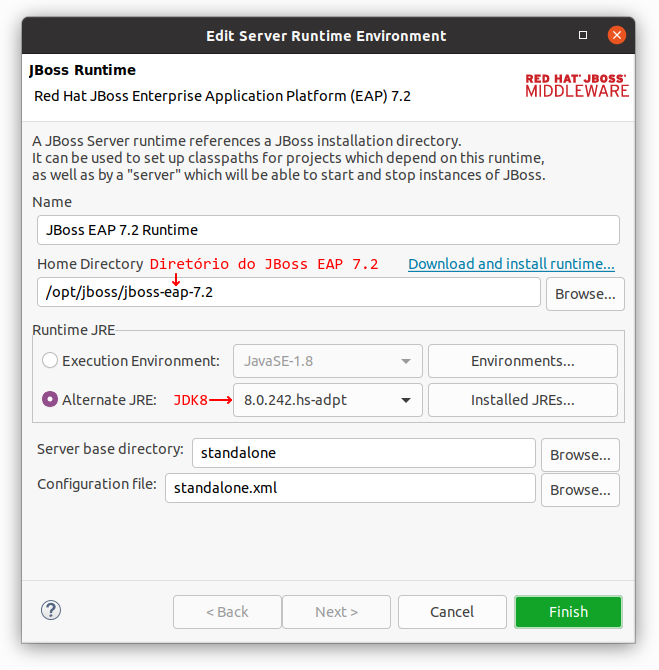 Edit Server Runtime Environment
JBoss Runtime
Red Hat JBoss Enterprise Application Platform (EAP) 7.2
RED HAT JBOSS
MIDDLEWARE
A JBoss Server runtime references a JBoss installation directory.
It can be used to set up classpaths for projects which depend on this runtime,
as well as by a "server" which will be able to start and stop instances of JBoss.
Name
JBoss EAP 7.2 Runtime
Home Directory Diretório do JBoss EAP 7.2 Download and install runtime...
/opt/jboss/jboss-eap-7.2 Browse...
Runtime JRE
Execution Environment: JavaSE-1.8 Environments...
Alternate JRE: JDK8 8.0.242.hs-adpt Installed JREs...
Server base directory: standalone Browse...
Configuration file: standalone.xml Browse...
? < Back Next > Cancel Finish